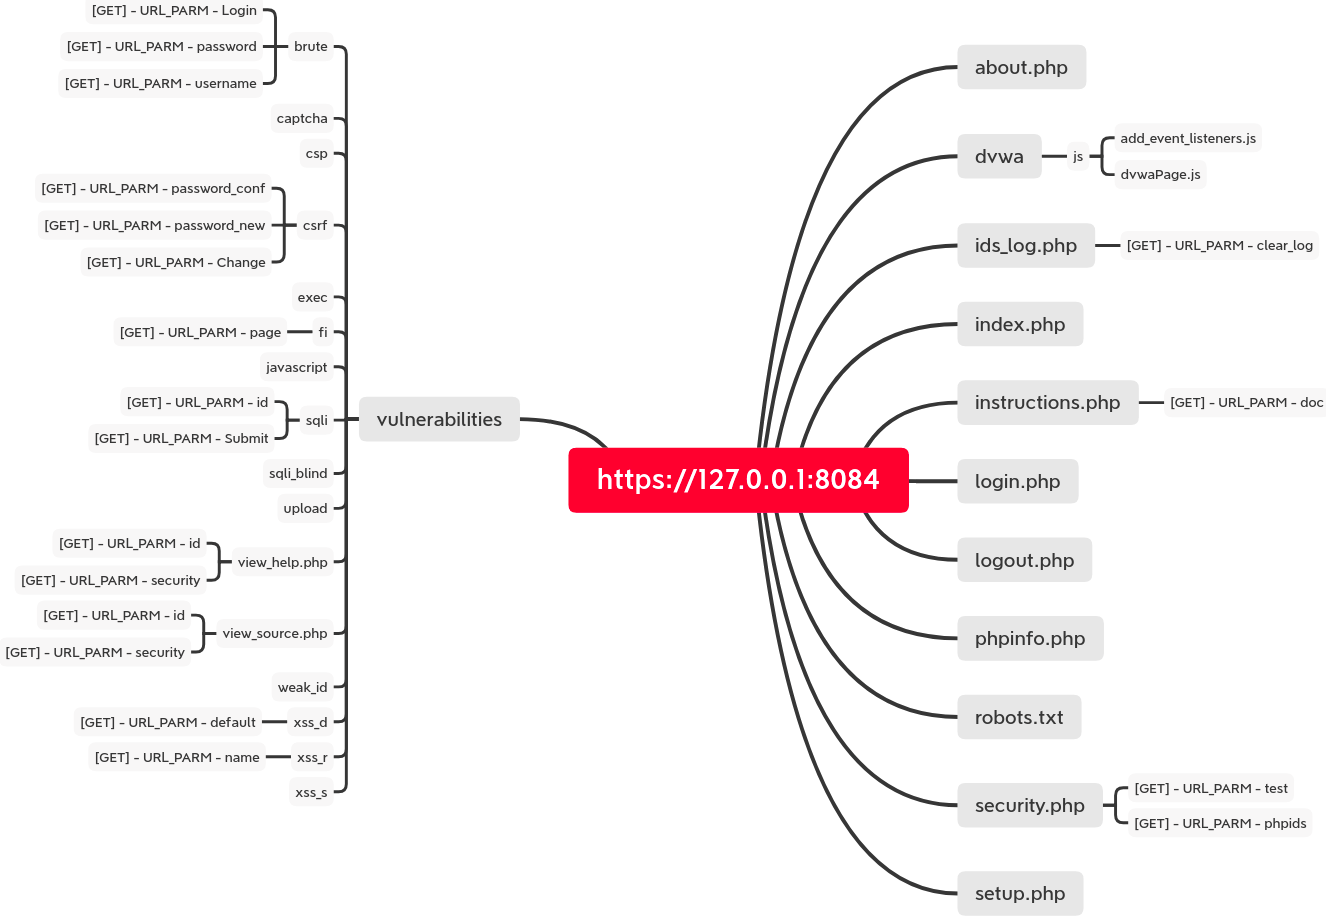 [GET] - URL_PARM - Login
[GET] - URL_PARM - password
brute
[GET] - URL_PARM - username
captcha
csp
[GET] - URL_PARM - password_conf
[GET] - URL_PARM - password_new
csrf
[GET] - URL_PARM - Change
exec
[GET] - URL_PARM - page
fi
javascript
[GET] - URL_PARM - id
sqli
[GET] - URL_PARM - Submit
sqli_blind
upload
[GET] - URL_PARM - id
view_help.php
[GET] - URL_PARM - security
[GET] - URL_PARM - id
view_source.php
[GET] - URL_PARM - security
weak_id
[GET] - URL_PARM - default
xss_d
[GET] - URL_PARM - name
xss_r
xss_s
vulnerabilities
https://127.0.0.1:8084
about.php
dvwa
js
add_event_listeners.js
dvwaPage.js
ids_log.php
[GET] - URL_PARM - clear_log
index.php
instructions.php
[GET] - URL_PARM - doc
login.php
logout.php
phpinfo.php
robots.txt
security.php
[GET] - URL_PARM - test
[GET] - URL_PARM - phpids
setup.php